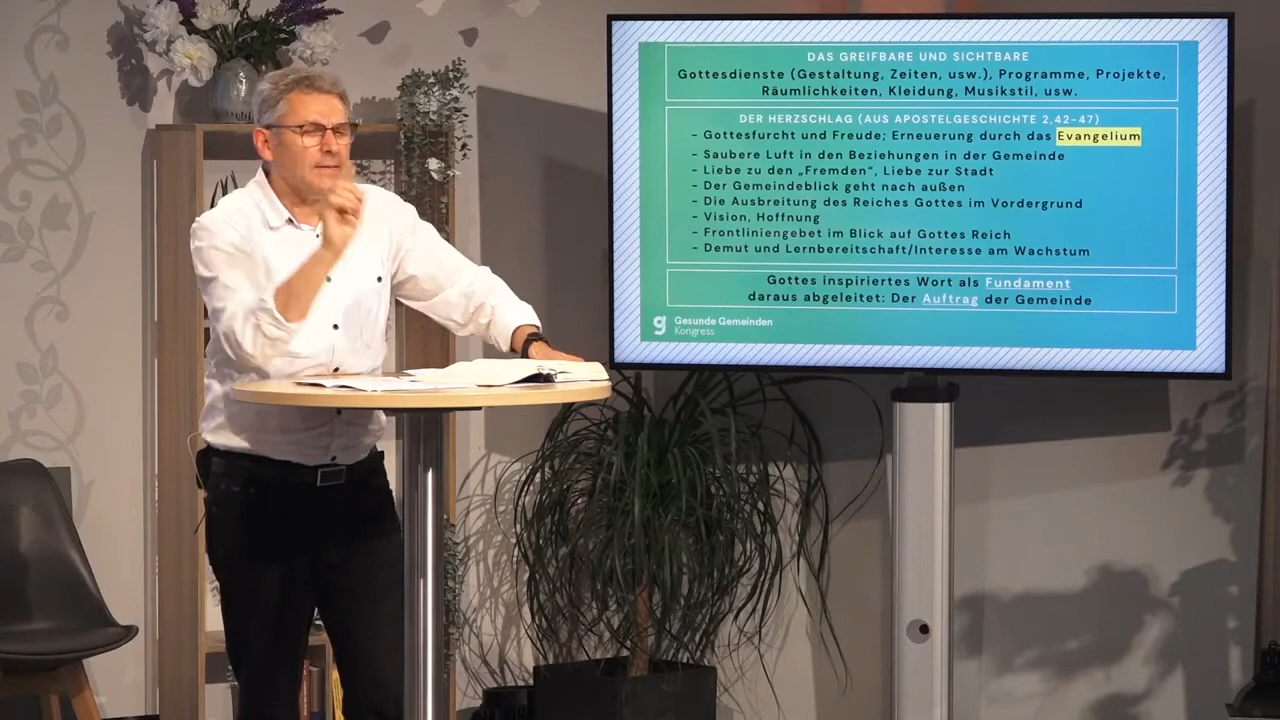 DAS GREIFBARE UND SICHTBARE
Gottesdienste (Gestaltung, Zeiten, usw.), Programme, Projekte,
Räumlichkeiten, Kleidung, Musikstil, usw.
DER HERZSCHLAG (AUS APOSTELGESCHICHTE 2,42-47)
- Gottesfurcht und Freude; Erneuerung durch das Evangelium
- Saubere Luft in den Beziehungen in der Gemeinde
- Liebe zu den „Fremden“, Liebe zur Stadt
- Der Gemeindeblick geht nach außen
- Die Ausbreitung des Reiches Gottes im Vordergrund
- Vision, Hoffnung
- Frontliniengebet im Blick auf Gottes Reich
- Demut und Lernbereitschaft/Interesse am Wachstum
Gottes inspiriertes Wort als Fundament
daraus abgeleitet: Der Auftrag der Gemeinde
g Gesunde Gemeinden
Kongress